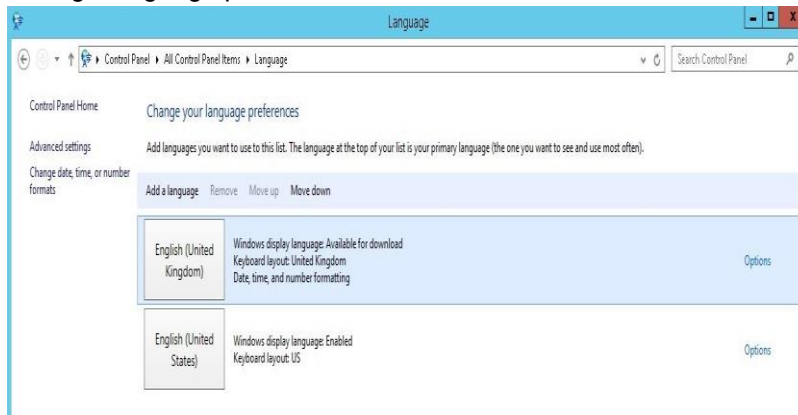 Language
Control Panel ▸ All Control Panel Items ▸ Language
Search Control Panel
Control Panel Home
Advanced settings
Change date, time, or number
formats
Change your language preferences
Add languages you want to use to this list. The language at the top of your list is your primary language (the one you want to see and use most often).
Add a language Remove Move up Move down
English (United
Kingdom)
Windows display language: Available for download
Keyboard layout: United Kingdom
Date, time, and number formatting
Options
English (United
States)
Windows display language: Enabled
Keyboard layout: US
Options